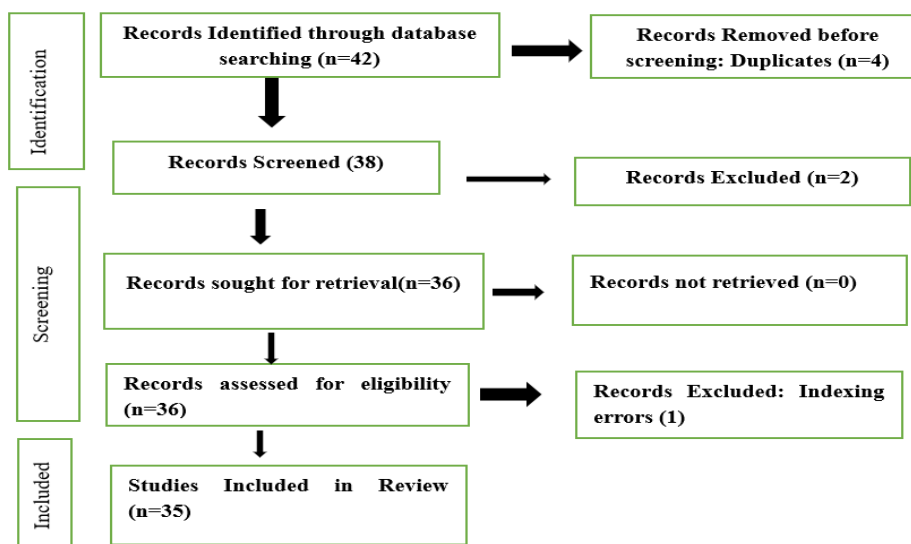 Identification
Records Identified through database
searching (n=42)
Records Removed before
screening: Duplicates (n=4)
Records Screened (38)
Records Excluded (n=2)
Screening
Records sought for retrieval(n=36)
Records not retrieved (n=0)
Records assessed for eligibility
(n=36)
Records Excluded: Indexing
errors (1)
Included
Studies Included in Review
(n=35)